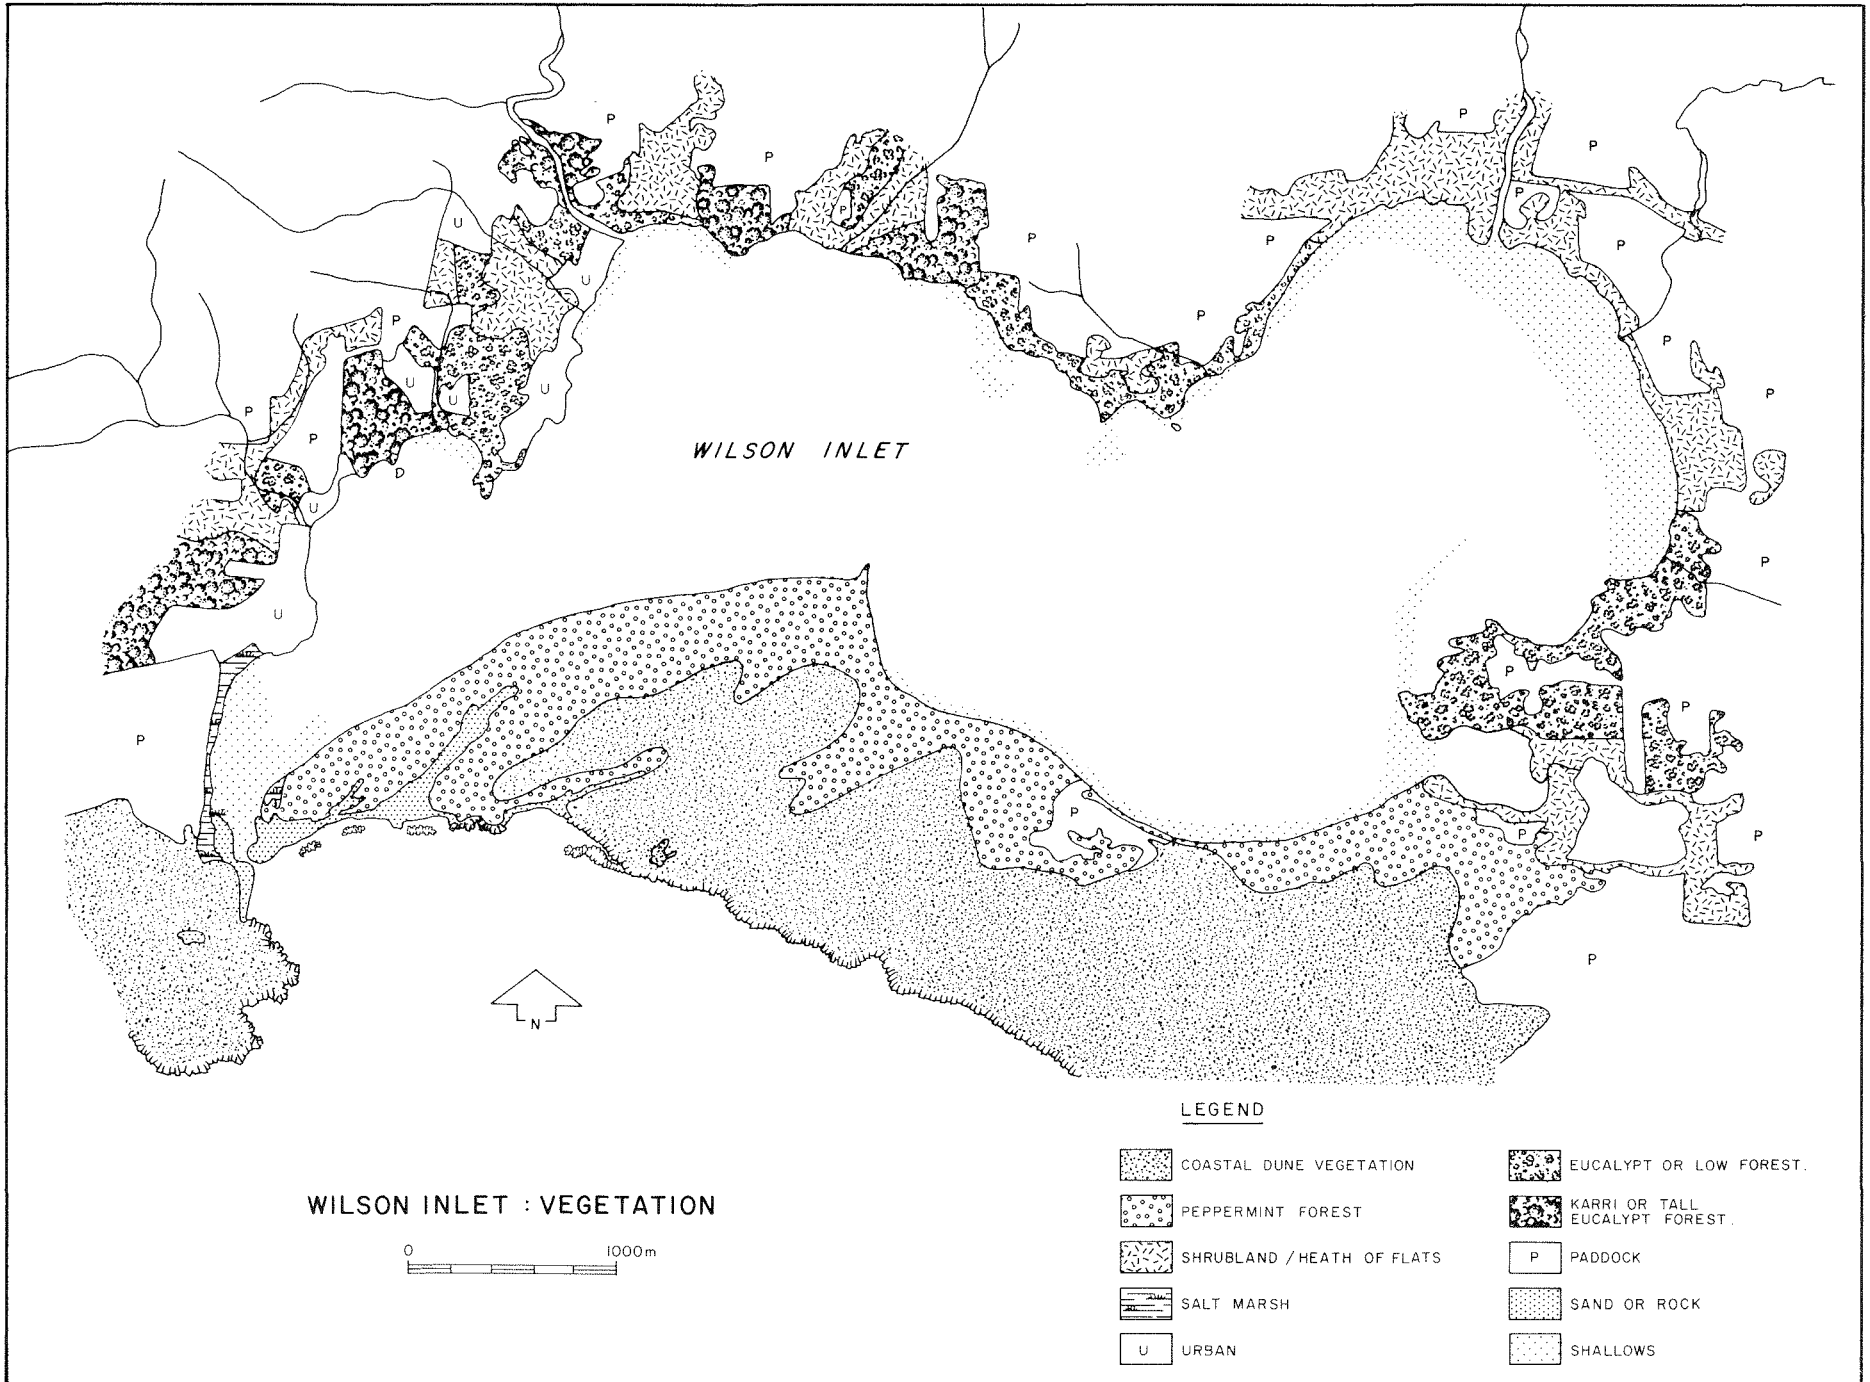 P
P
P
P
P
U
P
P
P
P
U
P
P
P
P
U
U
U
P
P
P
WILSON INLET
D
U
P
U
P
P
P
P
P
P
P
N
LEGEND
COASTAL DUNE VEGETATION
EUCALYPT OR LOW FOREST.
PEPPERMINT FOREST
KARRI OR TALL
EUCALYPT FOREST.
WILSON INLET : VEGETATION
SHRUBLAND / HEATH OF FLATS
P PADDOCK
0 1000m
SALT MARSH
SAND OR ROCK
U URBAN
SHALLOWS